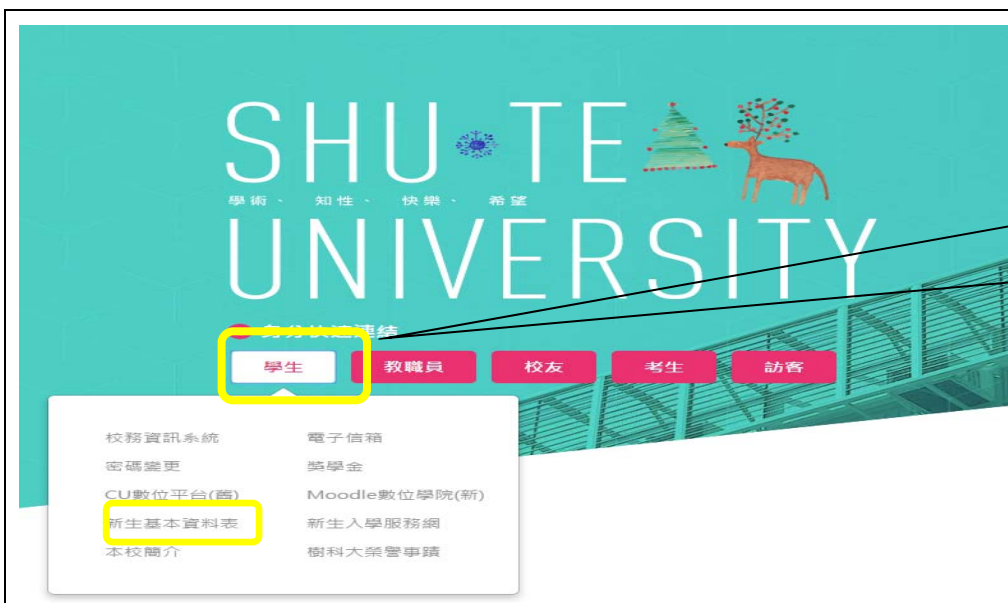 SHU TE
學術、 知性、 快樂、 希望
UNIVERSITY
身分快速連結
學生 教職員 校友 考生 訪客
校務資訊系統 電子信箱
密碼變更 獎學金
CU數位平台(舊) Moodle數位學院(新)
新生基本資料表 新生入學服務網
本校簡介 樹科大榮譽事蹟